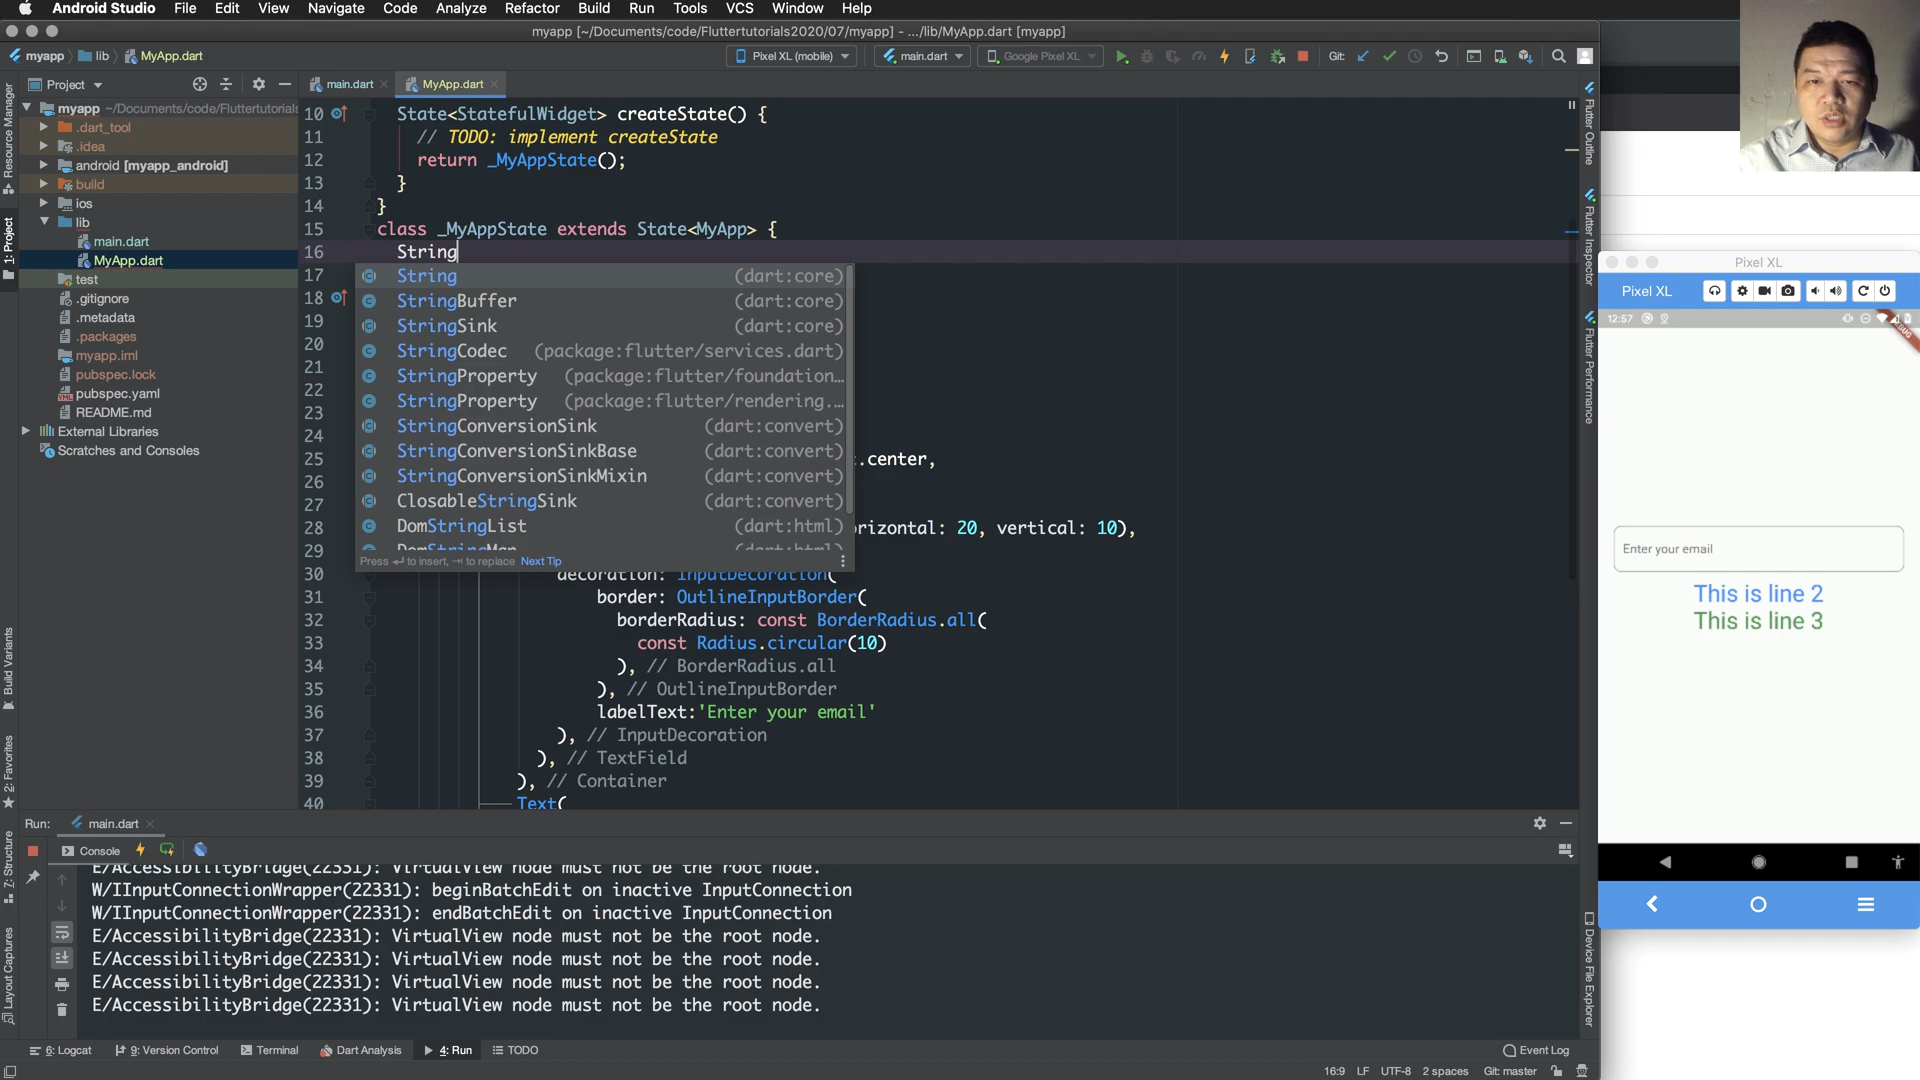 Android Studio File Edit View Navigate Code Analyze Refactor Build Run Tools VCS Window Help
myapp [~/Documents/code/Fluttertutorials2020/07/myapp] - .../lib/MyApp.dart [myapp]
myapp lib MyApp.dart
Pixel XL (mobile) main.dart Google Pixel XL Git:
Project
main.dart MyApp.dart
myapp ~/Documents/code/Fluttertutorials
.dart_tool
.idea
android [myapp_android]
build
ios
lib
main.dart
MyApp.dart
test
.gitignore
.metadata
.packages
myapp.iml
pubspec.lock
pubspec.yaml
README.md
External Libraries
Scratches and Consoles
Resource Manager
1: Project
Build Variants
2: Favorites
Z: Structure
Layout Captures
10 State<StatefulWidget> createState() {
11 // TODO: implement createState
12 return _MyAppState();
13 }
14 }
15 class _MyAppState extends State<MyApp> {
16 String
17 String (dart:core)
18 StringBuffer (dart:core)
19 StringSink (dart:core)
20 StringCodec (package:flutter/services.dart)
21 StringProperty (package:flutter/foundation...
22 StringProperty (package:flutter/rendering....
23 StringConversionSink (dart:convert)
24 StringConversionSinkBase (dart:convert)
25 .center,
26 StringConversionSinkMixin (dart:convert)
27 ClosableStringSink (dart:convert)
28 DomStringList (dart:html) rizontal: 20, vertical: 10),
29 DomStringMap (dart:html)
Press ↵ to insert, ⇥ to replace Next Tip
30 decoration: InputDecoration(
31 border: OutlineInputBorder(
32 borderRadius: const BorderRadius.all(
33 const Radius.circular(10)
34 ), // BorderRadius.all
35 ), // OutlineInputBorder
36 labelText:'Enter your email'
37 ), // InputDecoration
38 ), // TextField
39 ), // Container
40 Text(
Flutter Outline
Flutter Inspector
Flutter Performance
Device File Explorer
Pixel XL
Pixel XL
12:57
Enter your email
This is line 2
This is line 3
Run: main.dart
Console
E/AccessibilityBridge(22331): VirtualView node must not be the root node.
W/IInputConnectionWrapper(22331): beginBatchEdit on inactive InputConnection
W/IInputConnectionWrapper(22331): endBatchEdit on inactive InputConnection
E/AccessibilityBridge(22331): VirtualView node must not be the root node.
E/AccessibilityBridge(22331): VirtualView node must not be the root node.
E/AccessibilityBridge(22331): VirtualView node must not be the root node.
E/AccessibilityBridge(22331): VirtualView node must not be the root node.
6: Logcat 9: Version Control Terminal Dart Analysis 4: Run TODO Event Log
16:9 LF UTF-8 2 spaces Git: master